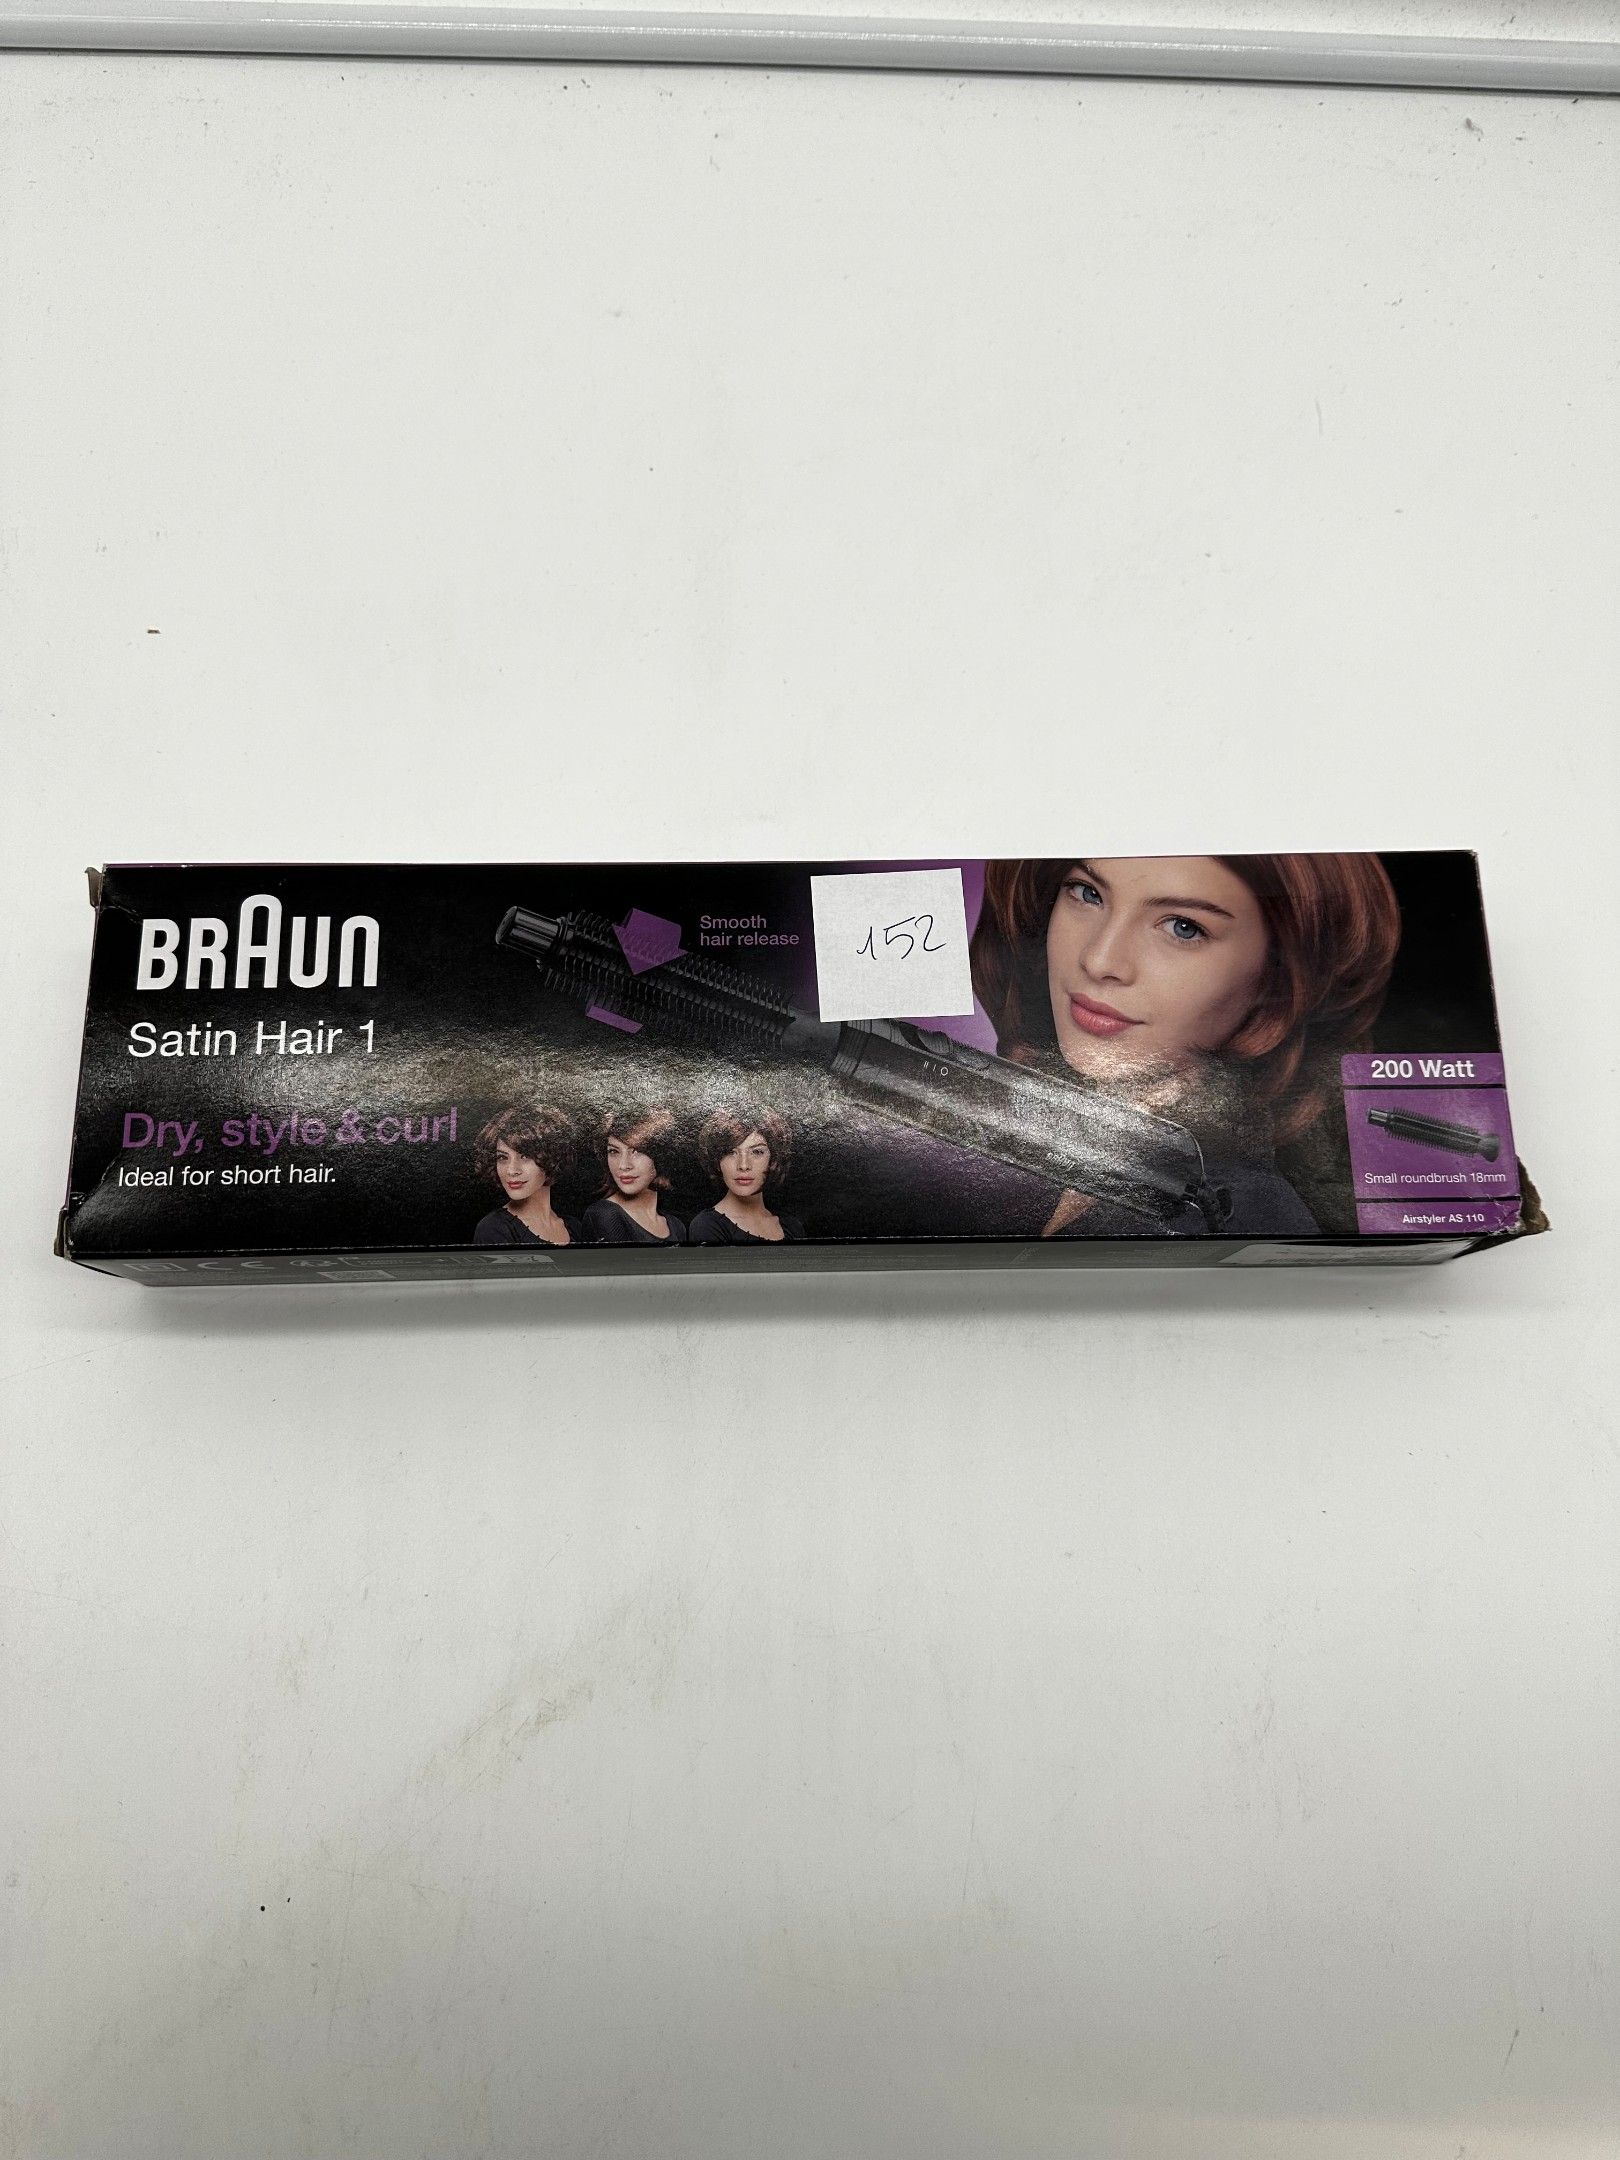 BRAUN
Satin Hair 1
Dry, style & curl
Ideal for short hair.
Smooth
hair release
152
200 Watt
Small roundbrush 18mm
Airstyler AS 110
CE